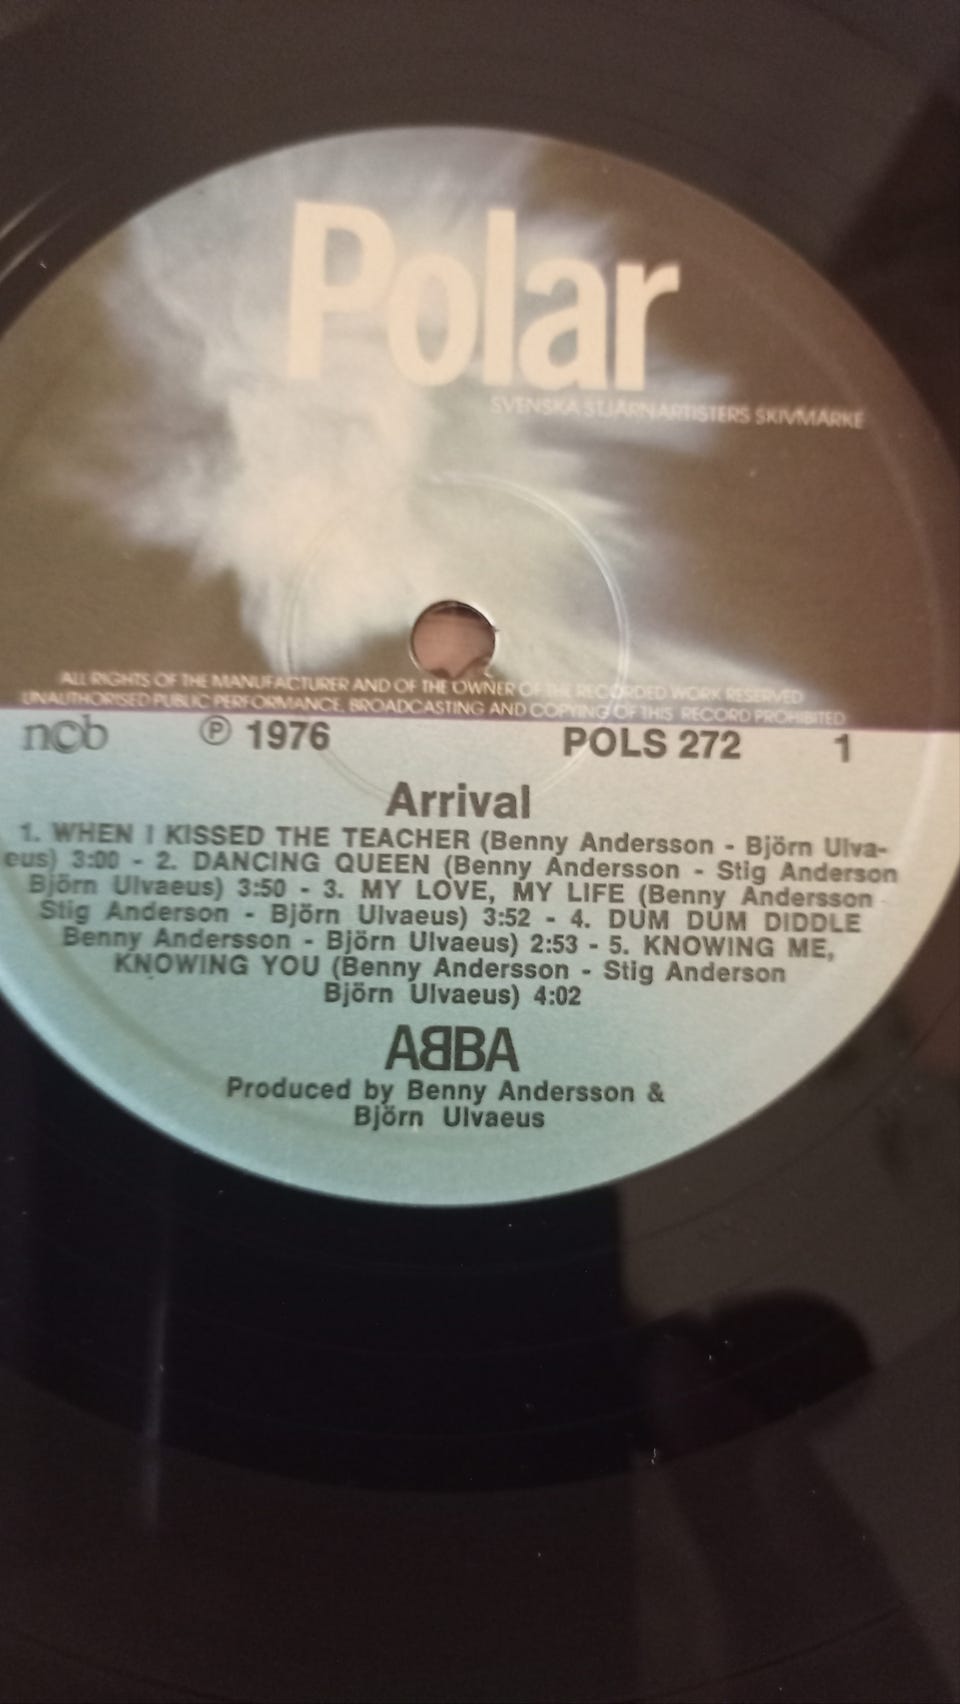 Polar
SVENSKA STJÄRNARTISTERS SKIVMÄRKE
ALL RIGHTS OF THE MANUFACTURER AND OF THE OWNER OF THE RECORDED WORK RESERVED
UNAUTHORISED PUBLIC PERFORMANCE, BROADCASTING AND COPYING OF THIS RECORD PROHIBITED
ncb ℗ 1976 POLS 272 1
Arrival
1. WHEN I KISSED THE TEACHER (Benny Andersson - Björn Ulva-
eus) 3:00 - 2. DANCING QUEEN (Benny Andersson - Stig Anderson
Björn Ulvaeus) 3:50 - 3. MY LOVE, MY LIFE (Benny Andersson -
Stig Anderson - Björn Ulvaeus) 3:52 - 4. DUM DUM DIDDLE
Benny Andersson - Björn Ulvaeus) 2:53 - 5. KNOWING ME,
KNOWING YOU (Benny Andersson - Stig Anderson
Björn Ulvaeus) 4:02
ABBA
Produced by Benny Andersson &
Björn Ulvaeus